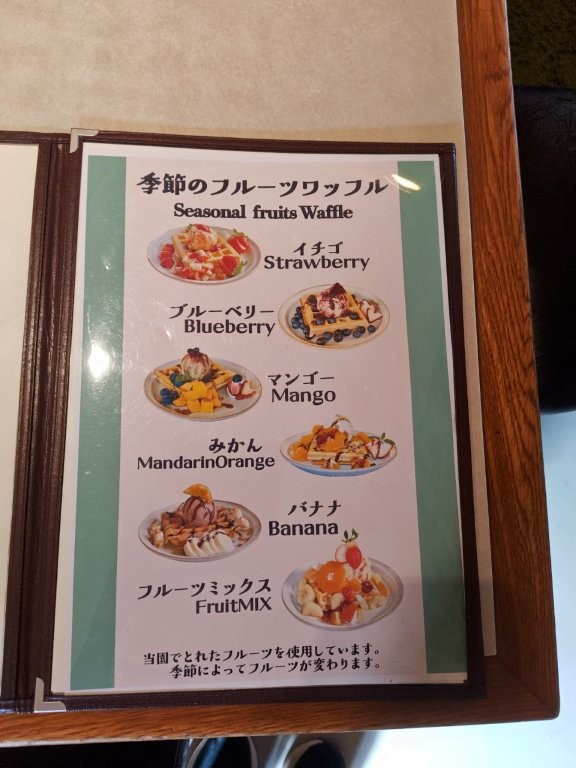 季節のフルーツワッフル
Seasonal fruits Waffle
イチゴ
Strawberry
ブルーベリー
Blueberry
マンゴー
Mango
みかん
MandarinOrange
バナナ
Banana
フルーツミックス
FruitMIX
当園でとれたフルーツを使用しています。
季節によってフルーツが変わります。